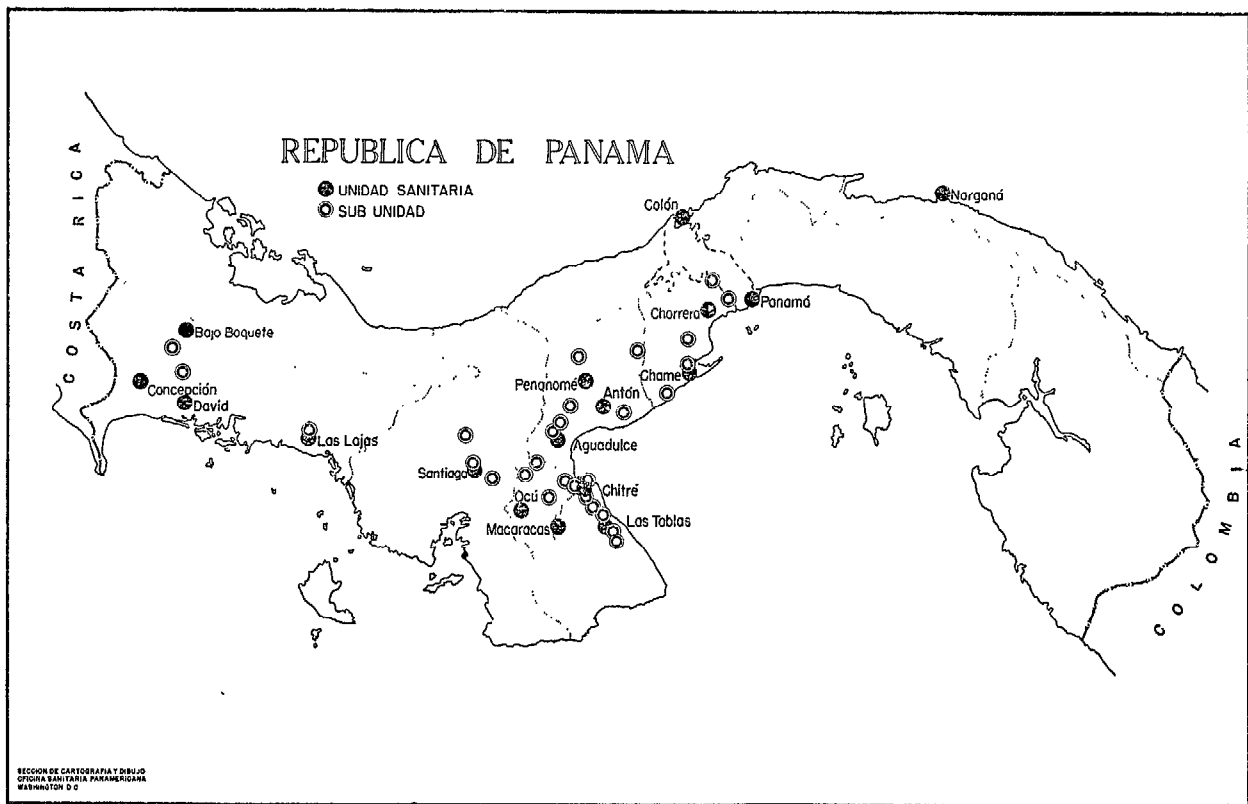 REPUBLICA DE PANAMA
UNIDAD SANITARIA
SUB UNIDAD
COSTA RICA
Colón
Narganá
Panamá
Chorrera
Bajo Boquete
Chame
Penonomé
Concepción
Antón
David
Las Lajas
Aguadulce
Santiago
Chitré
Ocú
Macaracas
Las Tablas
COLOMBIA
SECCION DE CARTOGRAFIA Y DIBUJO
OFICINA SANITARIA PANAMERICANA
WASHINGTON D C